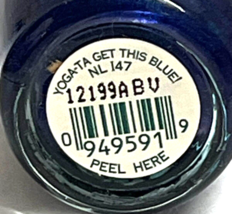 YOGA-TA GET THIS BLUE!
NL I47
12199ABV
0 949591 9
PEEL HERE